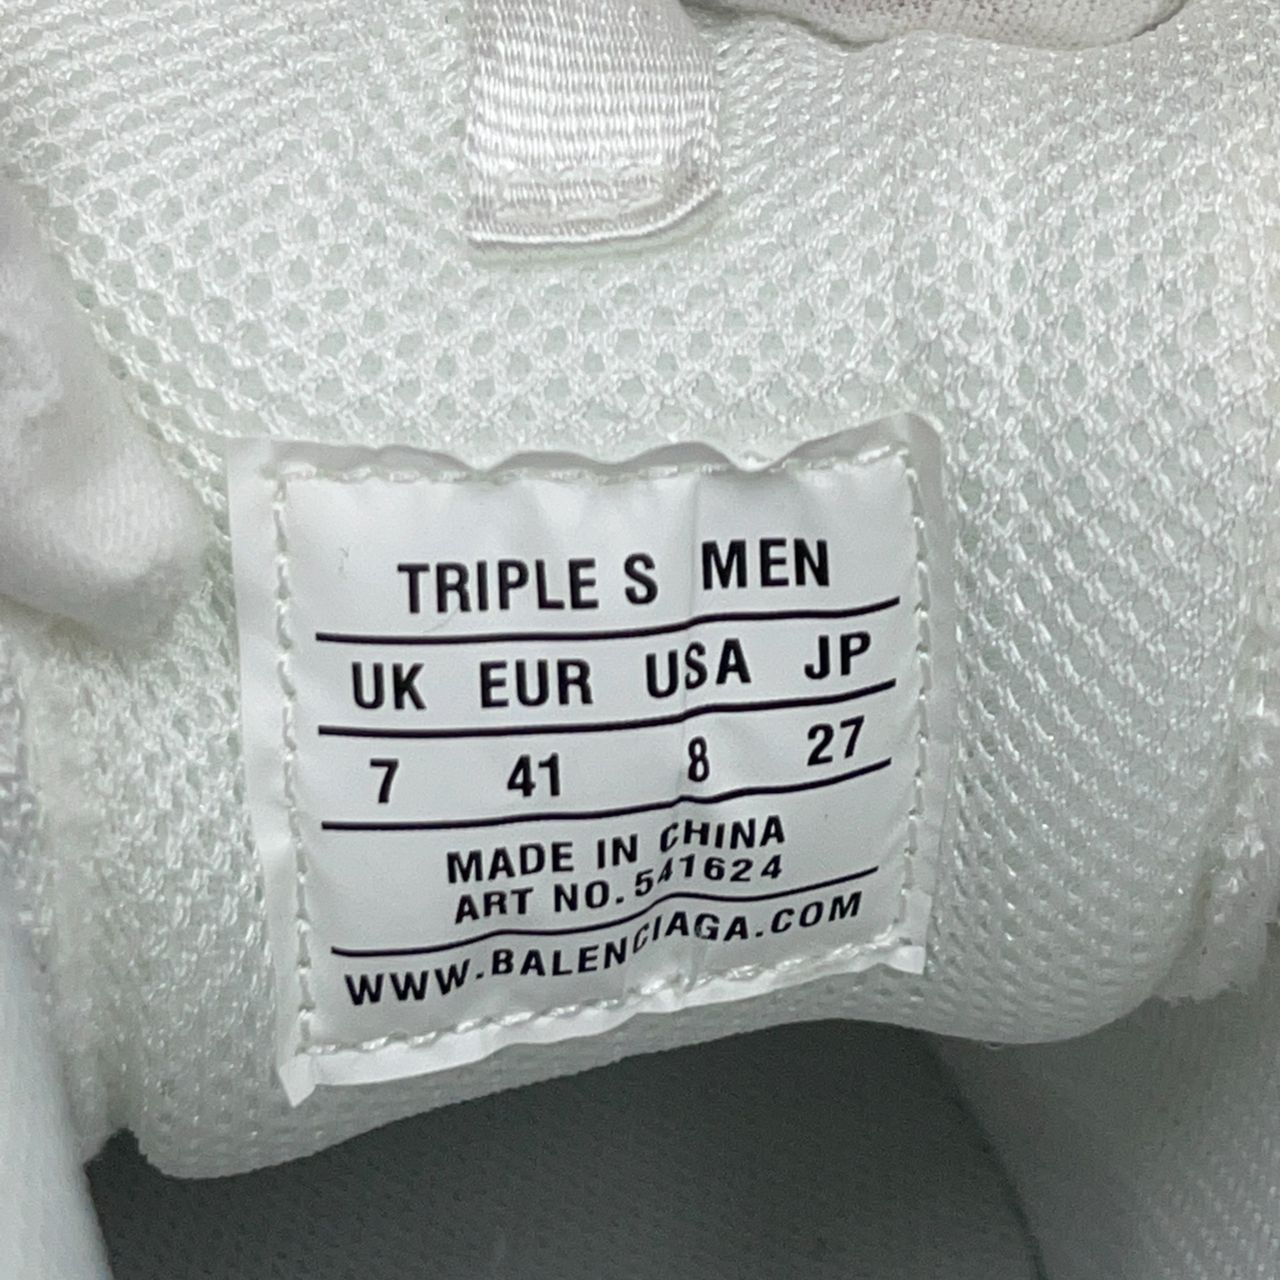 TRIPLE S MEN
UK EUR USA JP
7 41 8 27
MADE IN CHINA
ART NO. 541624
WWW.BALENCIAGA.COM